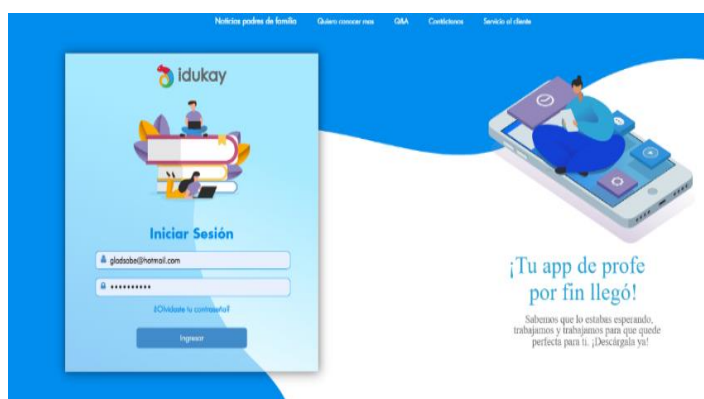 Noticias padres de familia Quiero conocer mas Q&A Contáctanos Servicio al cliente
idukay
Iniciar Sesión
gladsabe@hotmail.com
••••••••••
¿Olvidaste tu contraseña?
Ingresar
¡Tu app de profe
por fin llegó!
Sabemos que lo estabas esperando,
trabajamos y trabajamos para que quede
perfecta para ti. ¡Descárgala ya!